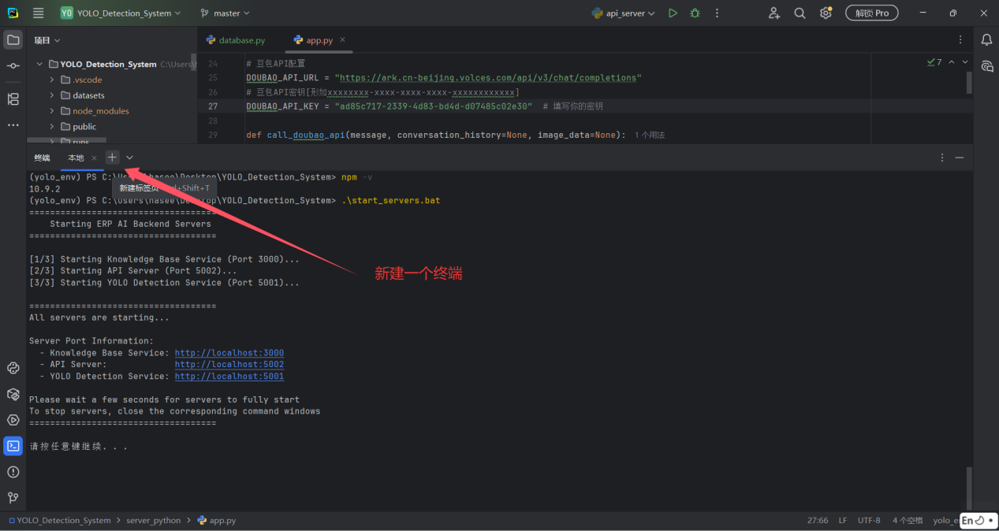 YO YOLO_Detection_System master api_server 解锁 Pro
项目
database.py app.py
YOLO_Detection_System C:\Users\
.vscode
datasets
node_modules
public
runs
24 # 豆包API配置
25 DOUBAO_API_URL = "https://ark.cn-beijing.volces.com/api/v3/chat/completions"
26 # 豆包API密钥[形如xxxxxxxx-xxxx-xxxx-xxxx-xxxxxxxxxxxx]
27 DOUBAO_API_KEY = "ad85c717-2339-4d83-bd4d-d07485c02e30" # 填写你的密钥
28
29 def call_doubao_api(message, conversation_history=None, image_data=None): 1个用法
7
终端 本地
(yolo_env) PS C:\Users\hasee\Desktop\YOLO_Detection_System> npm -v
10.9.2
新建标签页 Ctrl+Shift+T
(yolo_env) PS C:\Users\hasee\Desktop\YOLO_Detection_System> .\start_servers.bat
==================================
Starting ERP AI Backend Servers
==================================
[1/3] Starting Knowledge Base Service (Port 3000)...
[2/3] Starting API Server (Port 5002)...
[3/3] Starting YOLO Detection Service (Port 5001)...
新建一个终端
==================================
All servers are starting...
Server Port Information:
- Knowledge Base Service: http://localhost:3000
- API Server: http://localhost:5002
- YOLO Detection Service: http://localhost:5001
Please wait a few seconds for servers to fully start
To stop servers, close the corresponding command windows
==================================
请按任意键继续. . .
YOLO_Detection_System > server_python > app.py 27:66 LF UTF-8 4个空格 yolo_e En